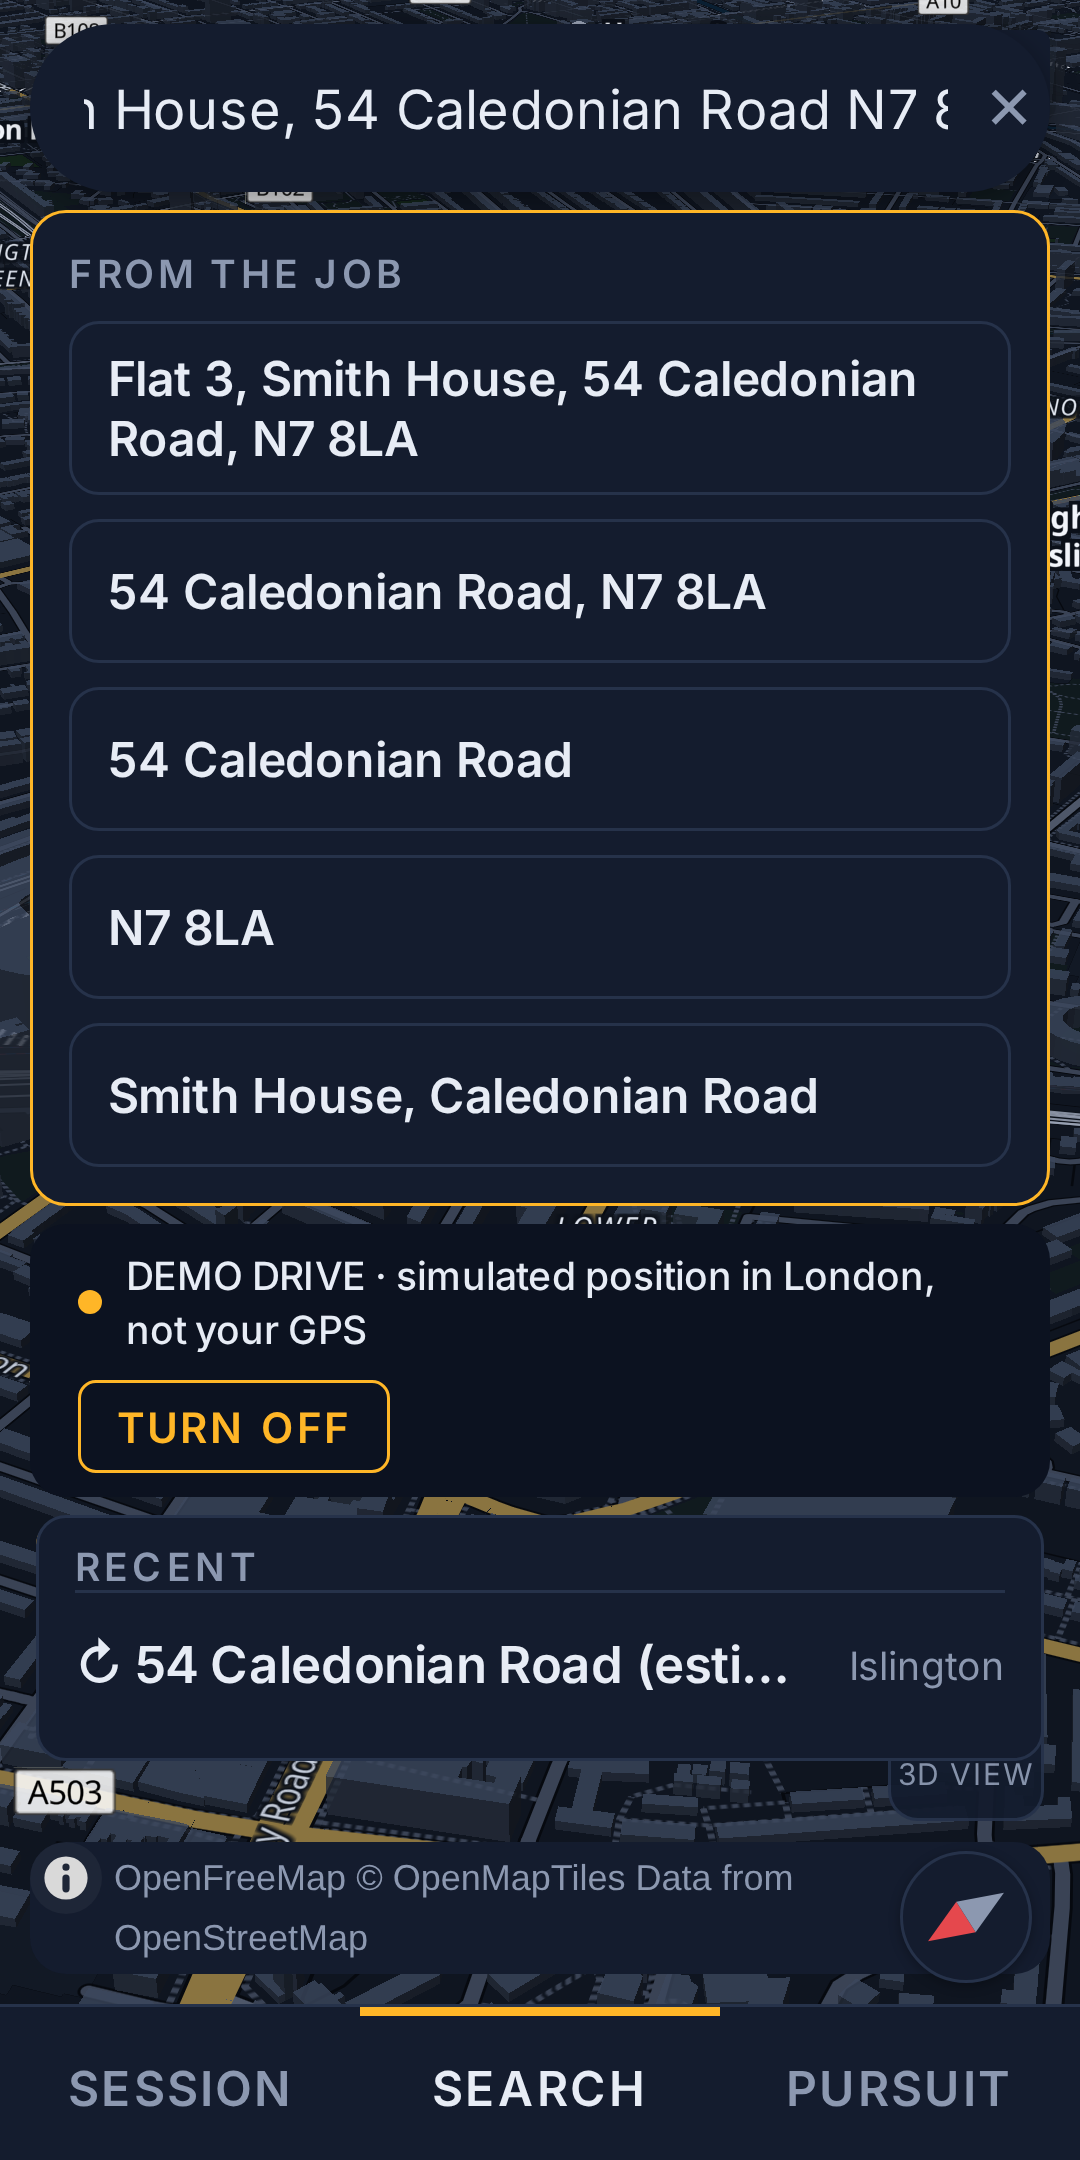 A10
House, 54 Caledonian Road N7
FROM THE JOB
Flat 3, Smith House, 54 Caledonian
Road, N7 8LA
54 Caledonian Road, N7 8LA
54 Caledonian Road
N7 8LA
Smith House, Caledonian Road
LOWER
DEMO DRIVE · simulated position in London,
not your GPS
TURN OFF
RECENT
↻ 54 Caledonian Road (esti... Islington
3D VIEW
A503
y Road
OpenFreeMap © OpenMapTiles Data from
OpenStreetMap
SESSION SEARCH PURSUIT